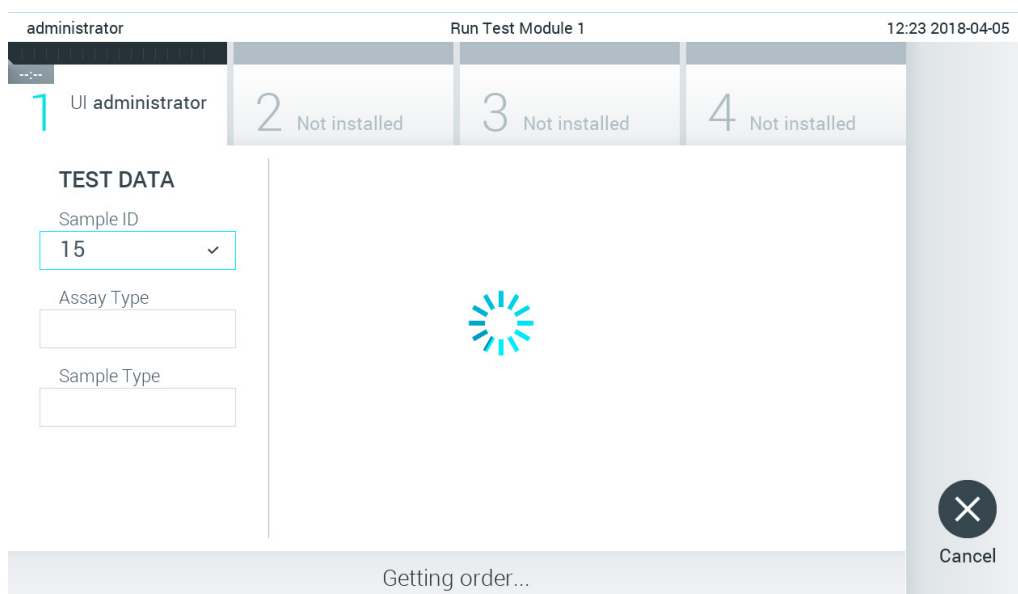 administrator Run Test Module 1 12:23 2018-04-05
--:--
1 UI administrator 2 Not installed 3 Not installed 4 Not installed
TEST DATA
Sample ID
15
Assay Type
Sample Type
Cancel
Getting order...